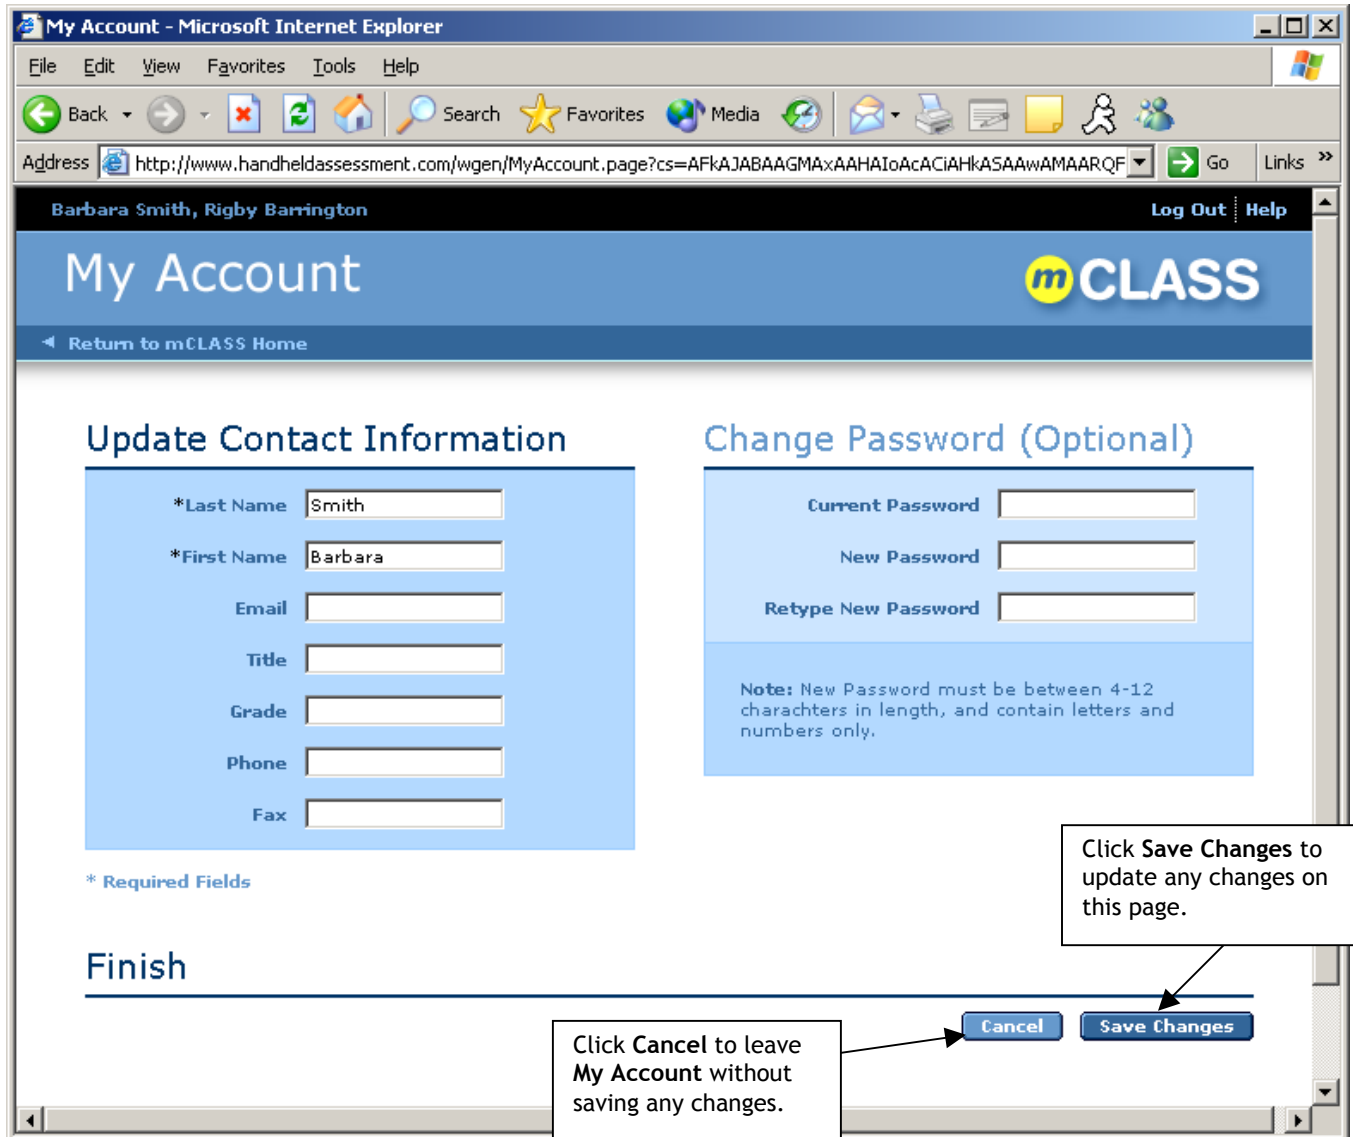 My Account - Microsoft Internet Explorer
File Edit View Favorites Tools Help
Back Search Favorites Media
Address http://www.handheldassessment.com/wgen/MyAccount.page?cs=AFkAJABAAGMAxAAHAIoAcACiAHkASAAwAMAARQF Go Links »
Barbara Smith, Rigby Barrington Log Out Help
My Account mCLASS
Return to mCLASS Home
Update Contact Information
*Last Name Smith
*First Name Barbara
Email
Title
Grade
Phone
Fax
* Required Fields
Change Password (Optional)
Current Password
New Password
Retype New Password
Note: New Password must be between 4-12
charachters in length, and contain letters and
numbers only.
Click Save Changes to
update any changes on
this page.
Finish
Cancel Save Changes
Click Cancel to leave
My Account without
saving any changes.